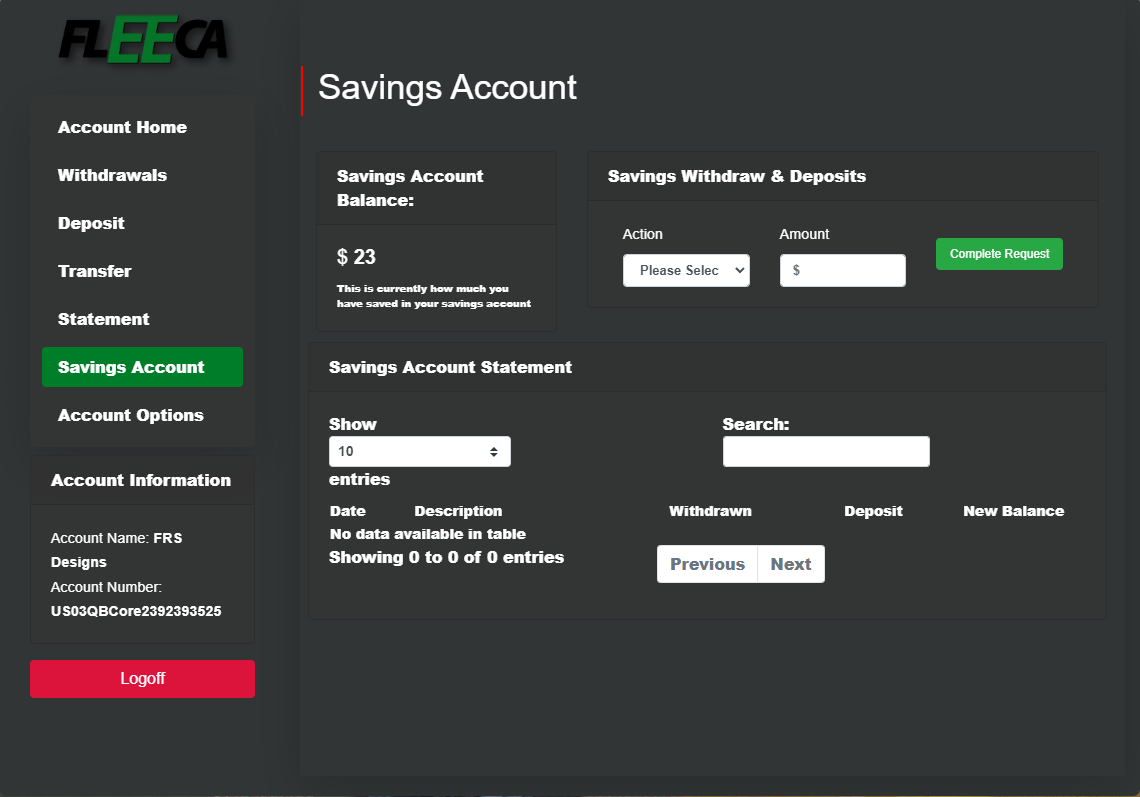 FLEECA
Account Home
Withdrawals
Deposit
Transfer
Statement
Savings Account
Account Options
Account Information
Account Name: FRS
Designs
Account Number:
US03QBCore2392393525
Logoff
Savings Account
Savings Account
Balance:
$ 23
This is currently how much you
have saved in your savings account
Savings Withdraw & Deposits
Action
Amount
Please Selec
$
Complete Request
Savings Account Statement
Show
10
entries
Search:
Date Description Withdrawn Deposit New Balance
No data available in table
Showing 0 to 0 of 0 entries
Previous Next